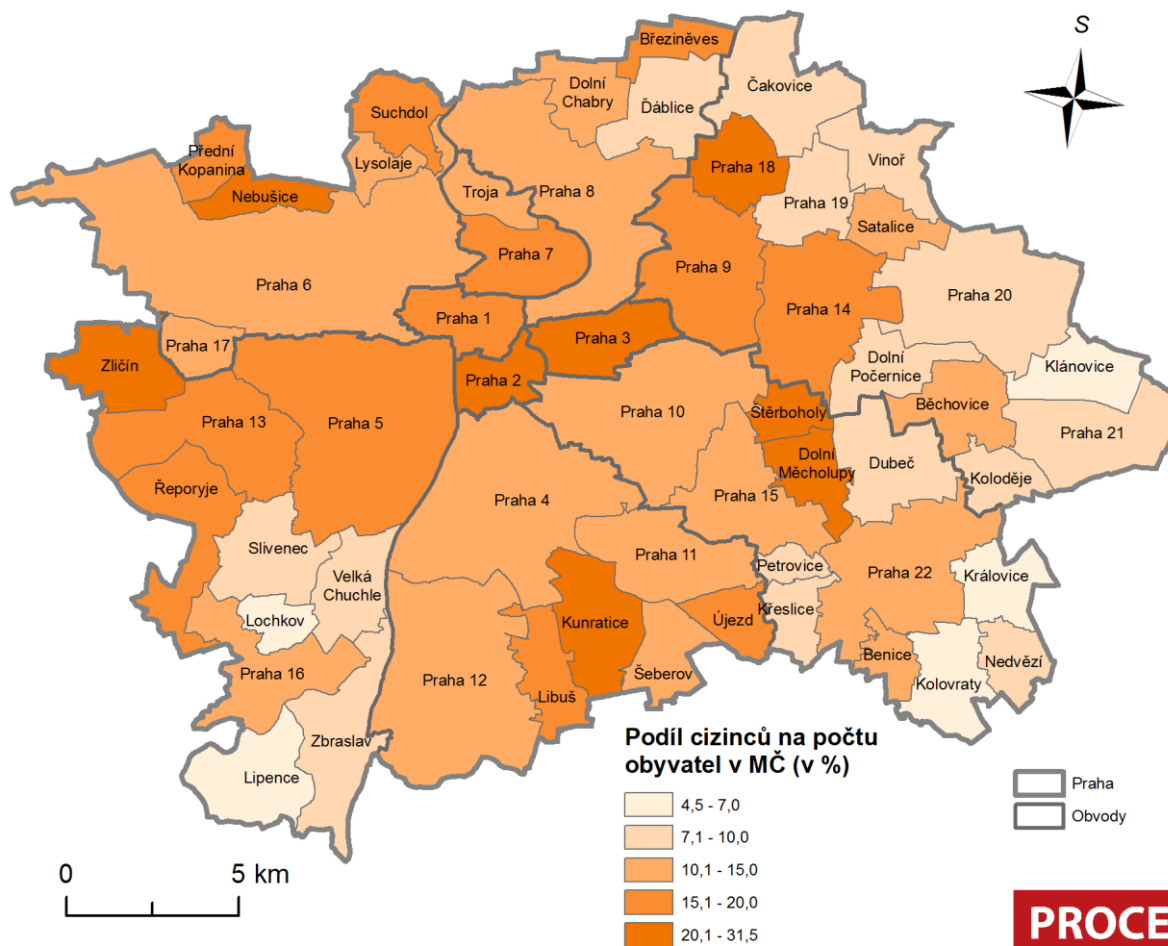 S
Březiněves
Dolní
Chabry
Ďáblice
Čakovice
Suchdol
Přední
Kopanina
Lysolaje
Nebušice
Troja
Praha 8
Praha 18
Vinoř
Praha 19
Satalice
Praha 7
Praha 9
Praha 6
Praha 20
Praha 1
Praha 14
Praha 3
Praha 17
Zličín
Praha 2
Dolní
Počernice
Klánovice
Praha 13
Praha 5
Praha 10
Štěrboholy
Běchovice
Praha 21
Dolní
Měcholupy
Dubeč
Koloděje
Řeporyje
Praha 4
Praha 15
Slivenec
Velká
Chuchle
Praha 11
Petrovice
Praha 22
Královice
Lochkov
Kunratice
Újezd
Křeslice
Praha 16
Praha 12
Libuš
Šeberov
Benice
Nedvězí
Kolovraty
Zbraslav
Lipence
Podíl cizinců na počtu
obyvatel v MČ (v %)
4,5 - 7,0
7,1 - 10,0
10,1 - 15,0
15,1 - 20,0
20,1 - 31,5
Praha
Obvody
0 5 km
PROCE